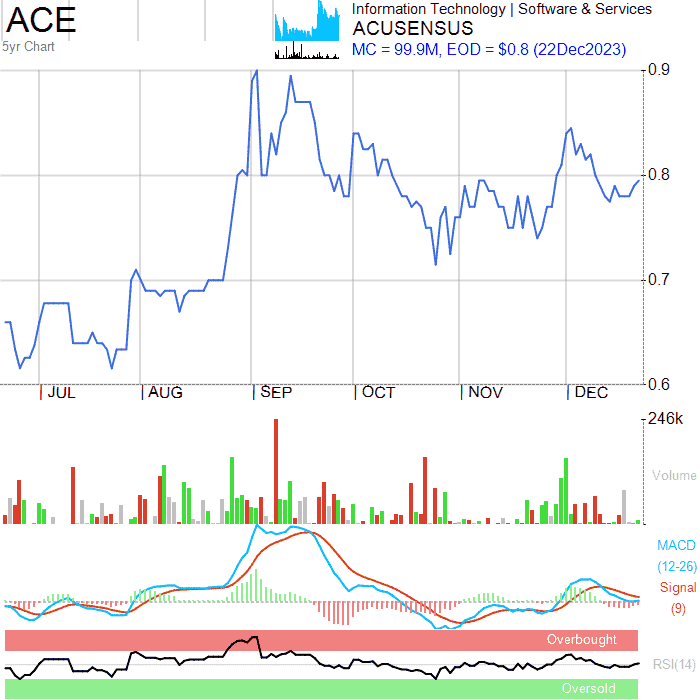 ACE
5yr Chart
Information Technology | Software & Services
ACUSENSUS
MC = 99.9M, EOD = $0.8 (22Dec2023)
0.9
0.8
0.7
0.6
JUL
AUG
SEP
OCT
NOV
DEC
246k
Volume
MACD
(12-26)
Signal
(9)
Overbought
RSI(14)
Oversold